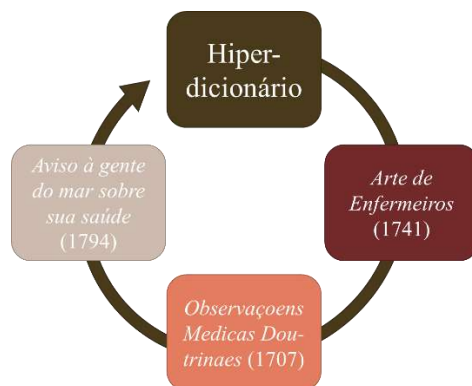 Hiper-
dicionário
Arte de
Enfermeiros
(1741)
Observaçoens
Medicas Dou-
trinaes (1707)
Aviso à gente
do mar sobre
sua saúde
(1794)